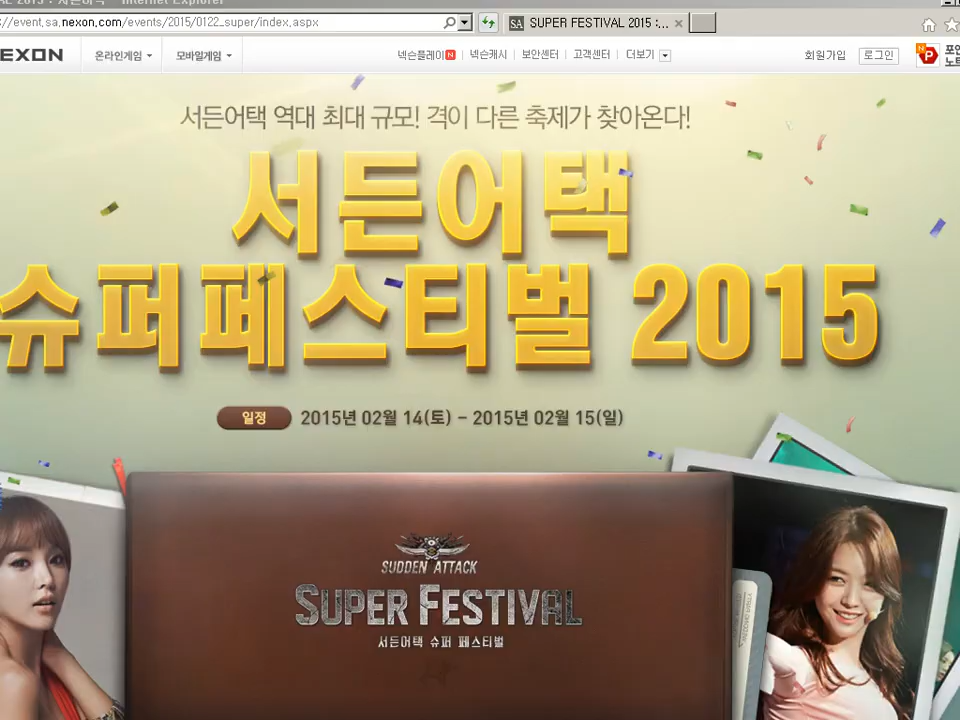 ://event.sa.nexon.com/events/2015/0122_super/index.aspx
SA SUPER FESTIVAL 2015 :...
EXON 온라인게임 모바일게임 넥슨플레이 N 넥슨캐시 보안센터 고객센터 더보기 회원가입 로그인 N P 포인
노트
서든어택 역대 최대 규모! 격이 다른 축제가 찾아온다!
서든어택
슈퍼페스티벌 2015
일정 2015년 02월 14(토) - 2015년 02월 15(일)
SUDDEN ATTACK
SUPER FESTIVAL
서든어택 슈퍼 페스티벌